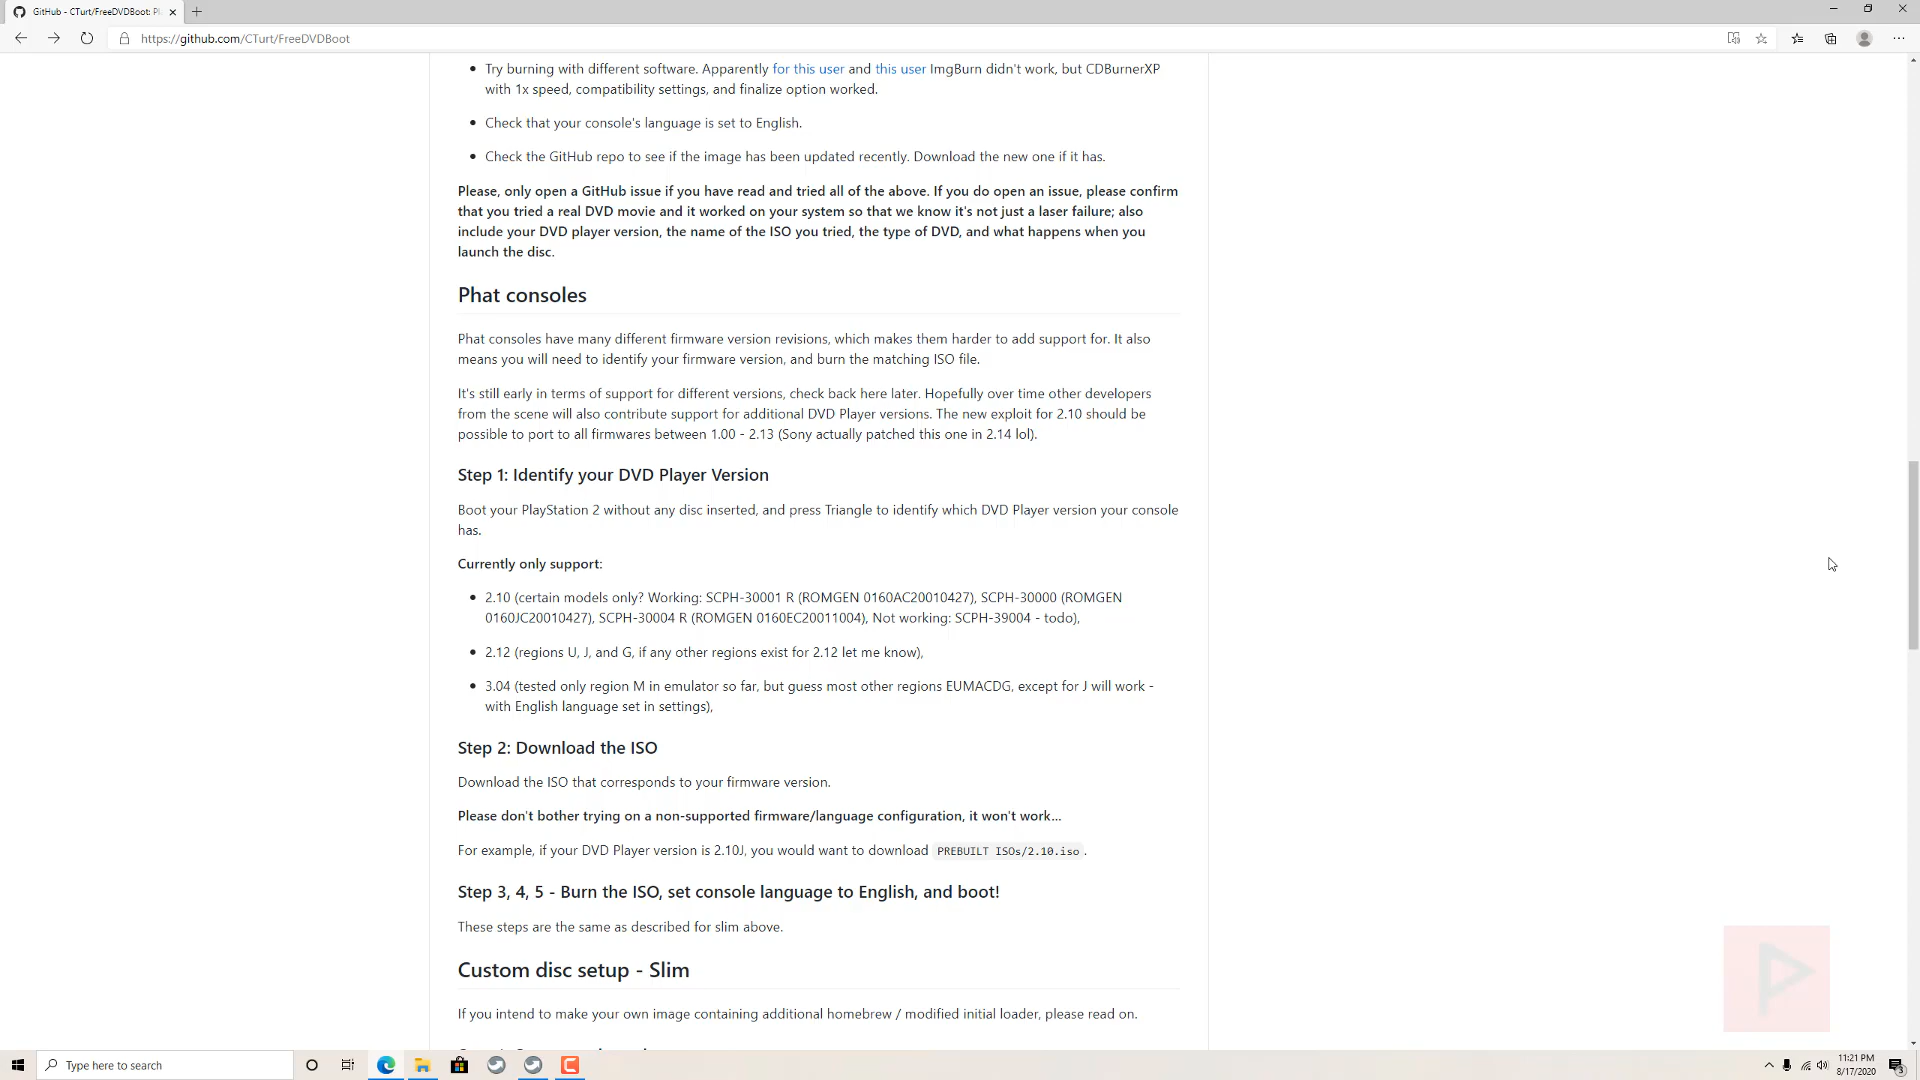 GitHub - CTurt/FreeDVDBoot: Pl
https://github.com/CTurt/FreeDVDBoot
Try burning with different software. Apparently for this user and this user ImgBurn didn't work, but CDBurnerXP
with 1x speed, compatibility settings, and finalize option worked.
Check that your console's language is set to English.
Check the GitHub repo to see if the image has been updated recently. Download the new one if it has.
Please, only open a GitHub issue if you have read and tried all of the above. If you do open an issue, please confirm
that you tried a real DVD movie and it worked on your system so that we know it's not just a laser failure; also
include your DVD player version, the name of the ISO you tried, the type of DVD, and what happens when you
launch the disc.
Phat consoles
Phat consoles have many different firmware version revisions, which makes them harder to add support for. It also
means you will need to identify your firmware version, and burn the matching ISO file.
It's still early in terms of support for different versions, check back here later. Hopefully over time other developers
from the scene will also contribute support for additional DVD Player versions. The new exploit for 2.10 should be
possible to port to all firmwares between 1.00 - 2.13 (Sony actually patched this one in 2.14 lol).
Step 1: Identify your DVD Player Version
Boot your PlayStation 2 without any disc inserted, and press Triangle to identify which DVD Player version your console
has.
Currently only support:
2.10 (certain models only? Working: SCPH-30001 R (ROMGEN 0160AC20010427), SCPH-30000 (ROMGEN
0160JC20010427), SCPH-30004 R (ROMGEN 0160EC20011004), Not working: SCPH-39004 - todo),
2.12 (regions U, J, and G, if any other regions exist for 2.12 let me know),
3.04 (tested only region M in emulator so far, but guess most other regions EUMACDG, except for J will work -
with English language set in settings),
Step 2: Download the ISO
Download the ISO that corresponds to your firmware version.
Please don't bother trying on a non-supported firmware/language configuration, it won't work...
For example, if your DVD Player version is 2.10J, you would want to download PREBUILT ISOs/2.10.iso.
Step 3, 4, 5 - Burn the ISO, set console language to English, and boot!
These steps are the same as described for slim above.
Custom disc setup - Slim
If you intend to make your own image containing additional homebrew / modified initial loader, please read on.
Type here to search
11:21 PM
8/17/2020
3